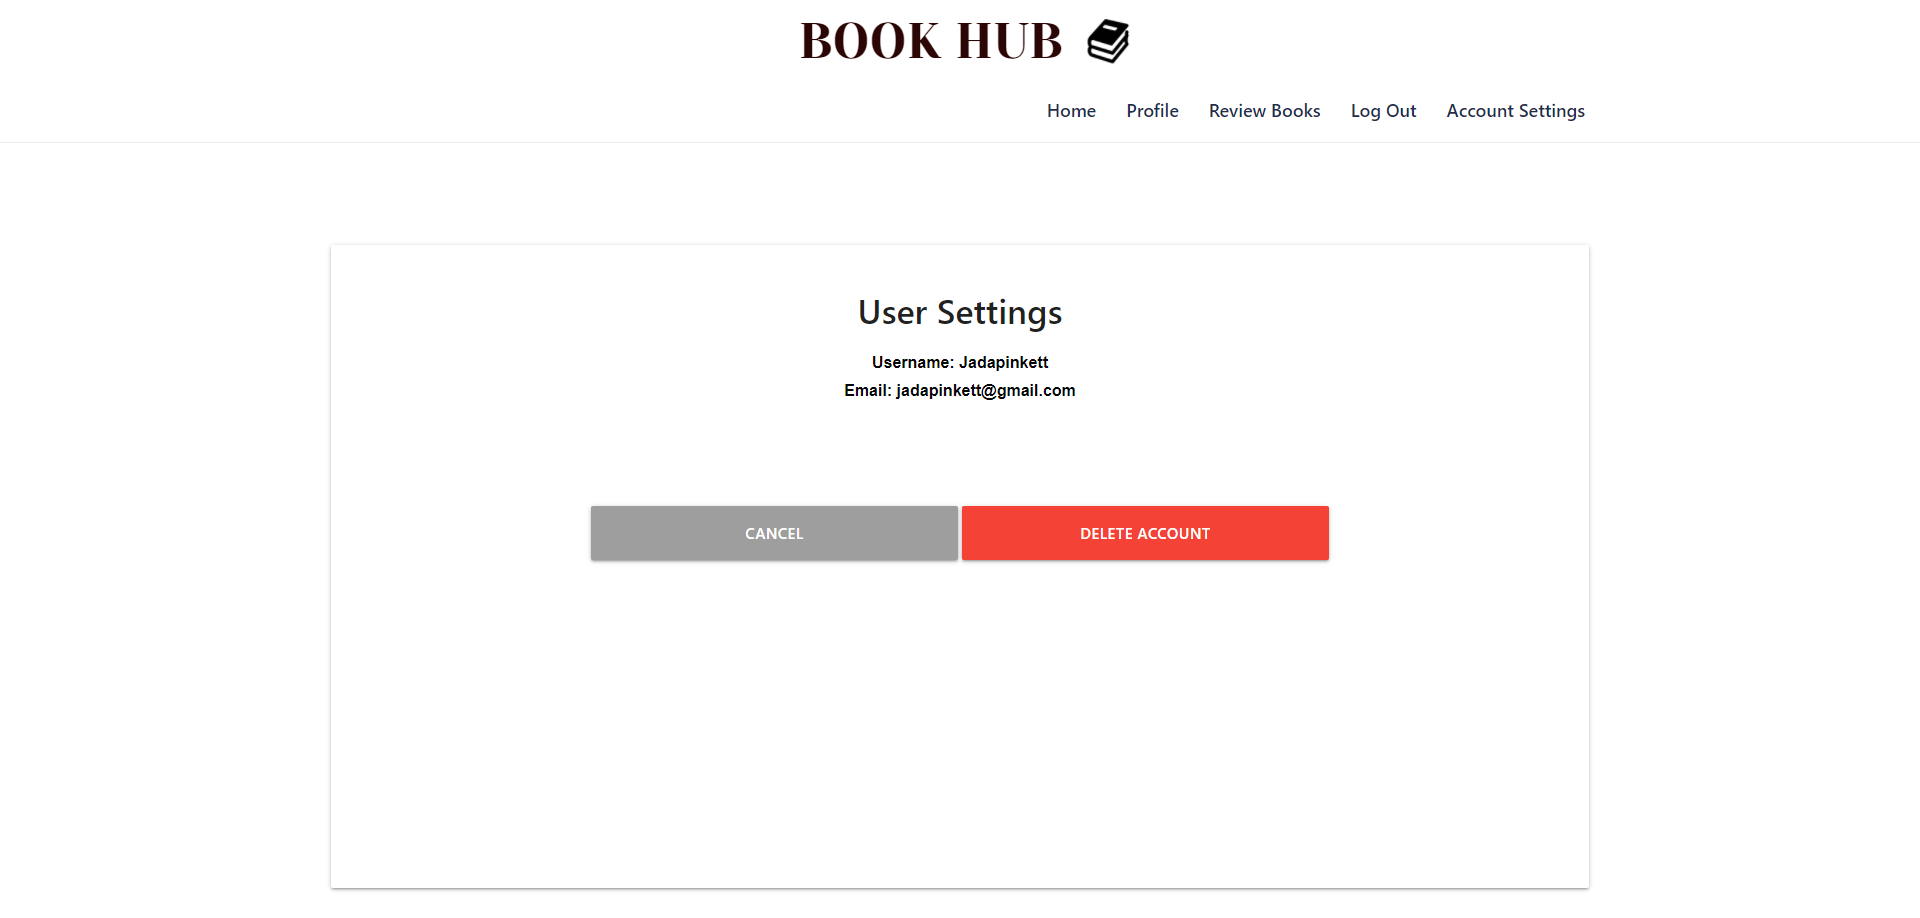 BOOK HUB
Home Profile Review Books Log Out Account Settings
User Settings
Username: Jadapinkett
Email: jadapinkett@gmail.com
CANCEL DELETE ACCOUNT